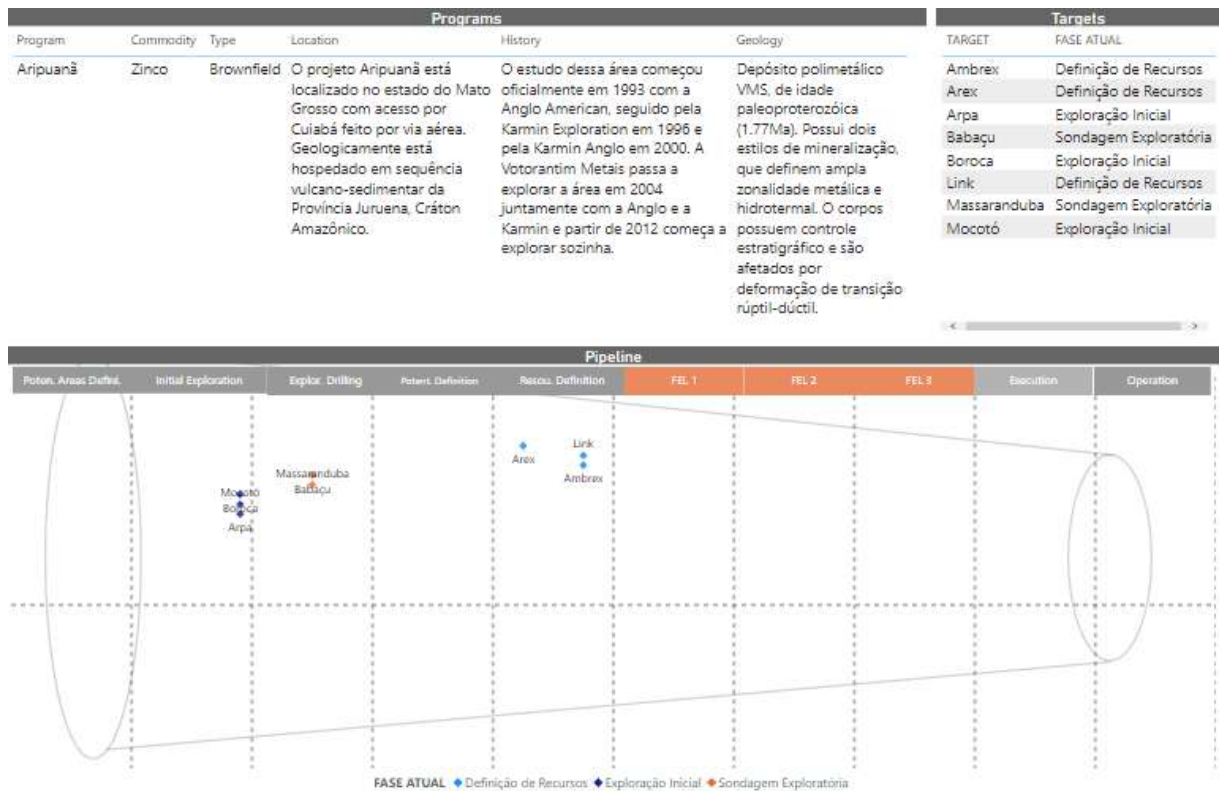 Programs
Program Commodity Type Location History Geology
Aripuanã Zinco Brownfield
O projeto Aripuanã está
localizado no estado do Mato
Grosso com acesso por
Cuiabá feito por via aérea.
Geologicamente está
hospedado em sequência
vulcano-sedimentar da
Província Juruena, Cráton
Amazônico.
O estudo dessa área começou
oficialmente em 1993 com a
Anglo American, seguido pela
Karmin Exploration em 1996 e
pela Karmin Anglo em 2000. A
Votorantim Metais passa a
explorar a área em 2004
juntamente com a Anglo e a
Karmin e partir de 2012 começa a
explorar sozinha.
Depósito polimetálico
VMS, de idade
paleoproterozóica
(1.77Ma). Possui dois
estilos de mineralização,
que definem ampla
zonalidade metálica e
hidrotermal. O corpos
possuem controle
estratigráfico e são
afetados por
deformação de transição
rúptil-dúctil.
Targets
TARGET FASE ATUAL
Ambrex Definição de Recursos
Arex Definição de Recursos
Arpa Exploração Inicial
Babaçu Sondagem Exploratória
Boroca Exploração Inicial
Link Definição de Recursos
Massaranduba Sondagem Exploratória
Mocotó Exploração Inicial
Pipeline
Poten. Areas Defini. Initial Exploration Explor. Drilling Potent. Definition Resou. Definition FEL 1 FEL 2 FEL 3 Execution Operation
Link
Arex
Ambrex
Massaranduba
Babaçu
Mocotó
Boroca
Arpa
FASE ATUAL Definição de Recursos Exploração Inicial Sondagem Exploratória